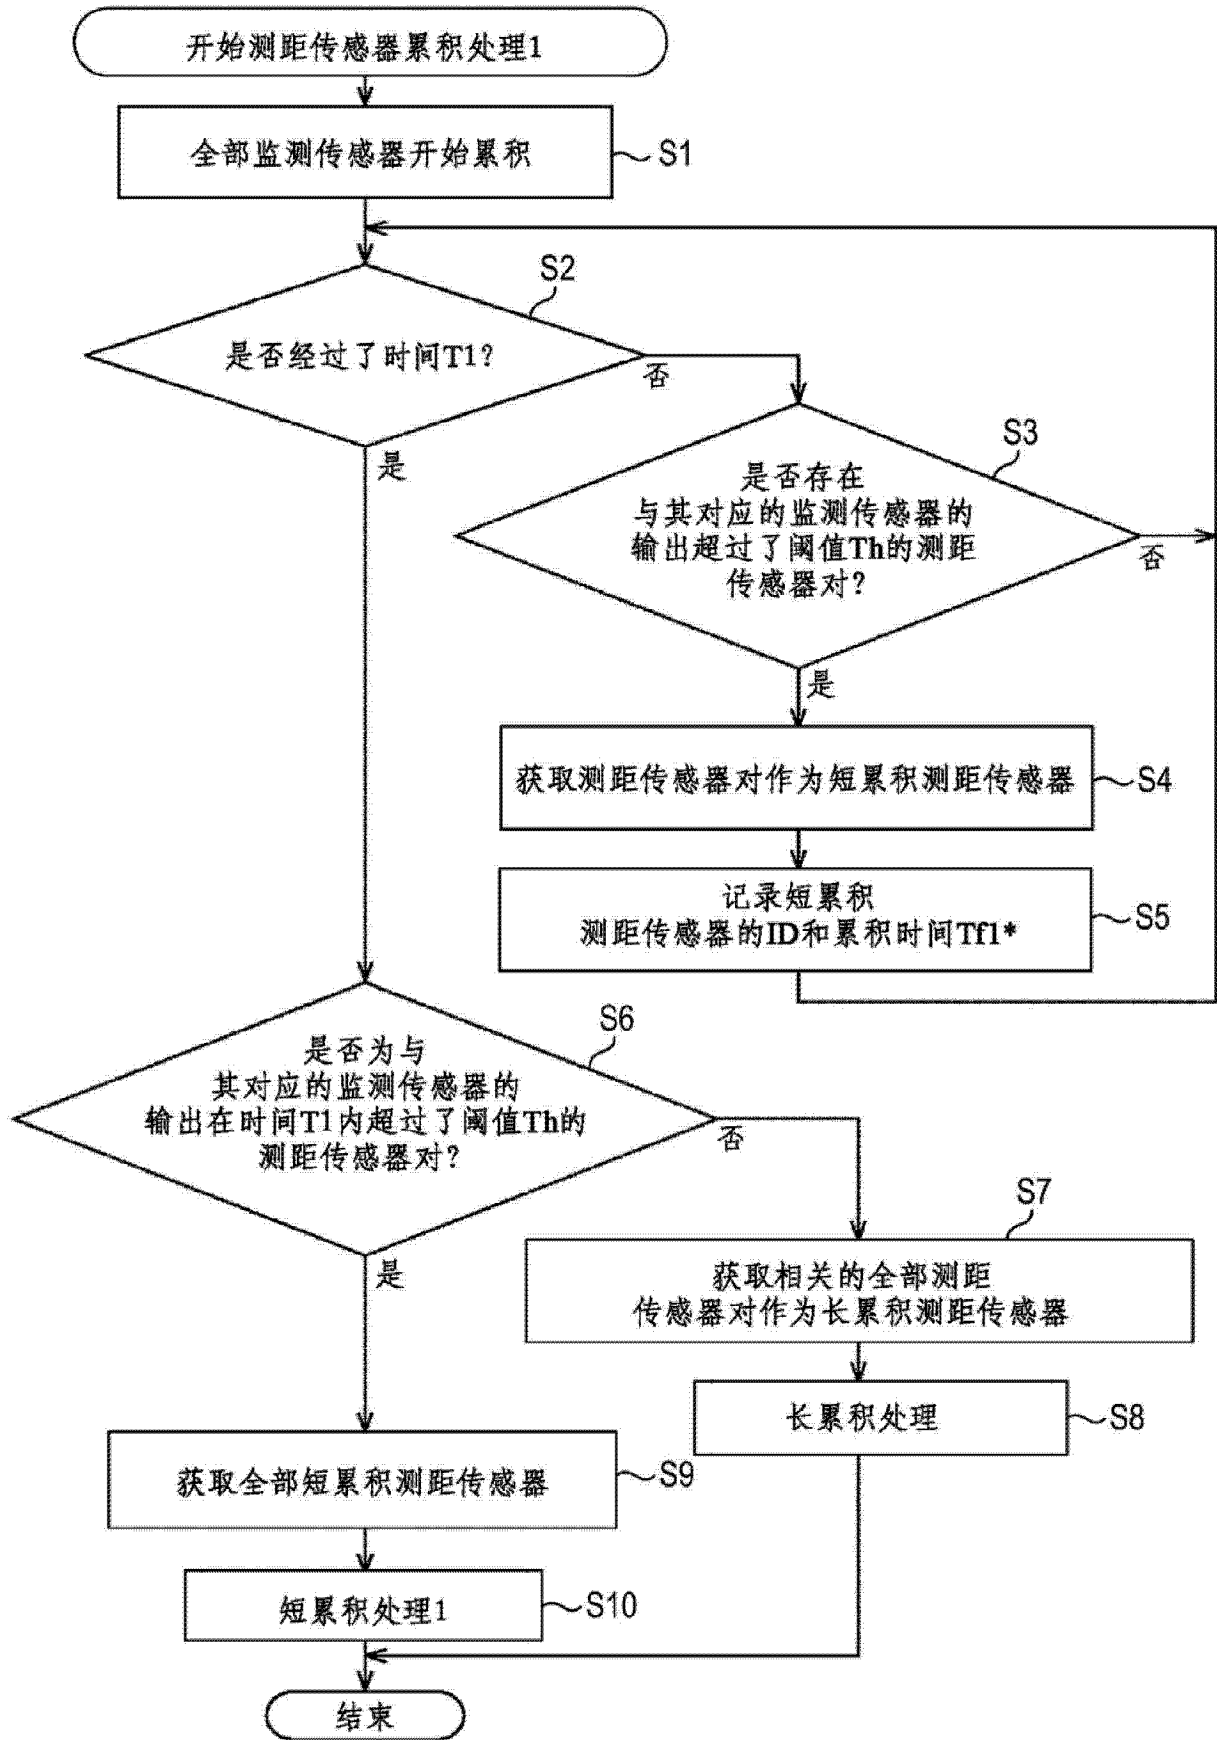 开始测距传感器累积处理1
全部监测传感器开始累积
S1
S2
是否经过了时间T1?
否
是
S3
是否存在
与其对应的监测传感器的
输出超过了阈值Th的测距
传感器对?
否
是
获取测距传感器对作为短累积测距传感器
S4
记录短累积
测距传感器的ID和累积时间Tf1*
S5
S6
是否为与
其对应的监测传感器的
输出在时间T1内超过了阈值Th的
测距传感器对?
否
是
S7
获取相关的全部测距
传感器对作为长累积测距传感器
长累积处理
S8
获取全部短累积测距传感器
S9
短累积处理1
S10
结束